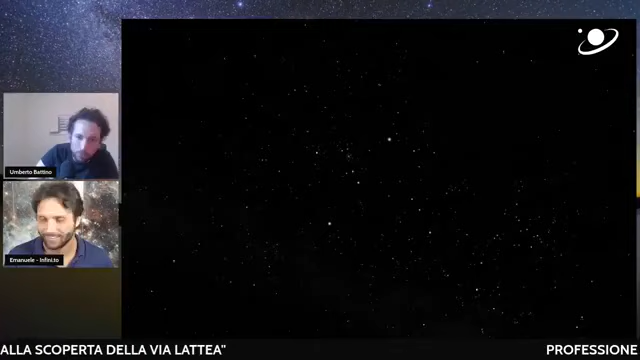 Umberto Battino
Emanuele - Infini.to
ALLA SCOPERTA DELLA VIA LATTEA" PROFESSIONE